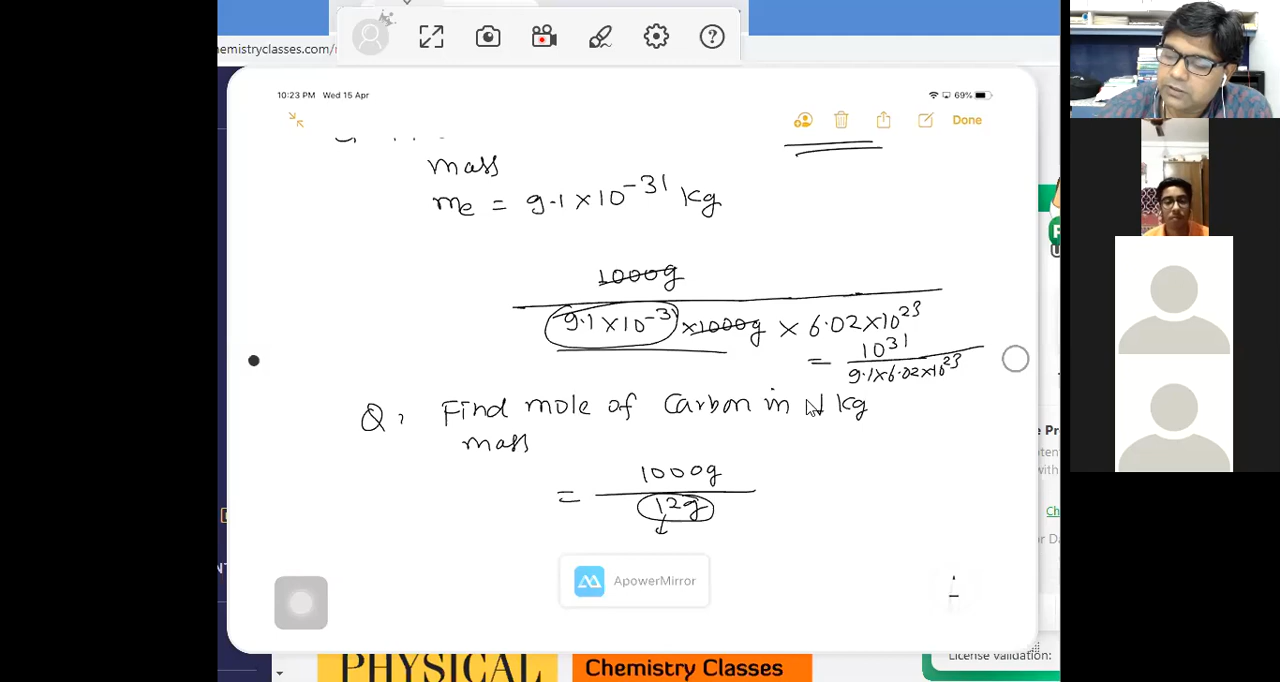 emistryclasses.com/
10:23 PM Wed 15 Apr
69%
Done
mass
me = 9.1×10⁻³¹ kg
1000g
9.1×10⁻³¹ ×1000g × 6.02×10²³
= 10³¹
9.1×6.02×10²³
Q. Find mole of Carbon in 1 kg
mass
= 1000g
12g
ApowerMirror
PHYSICAL
Chemistry Classes
License validation: